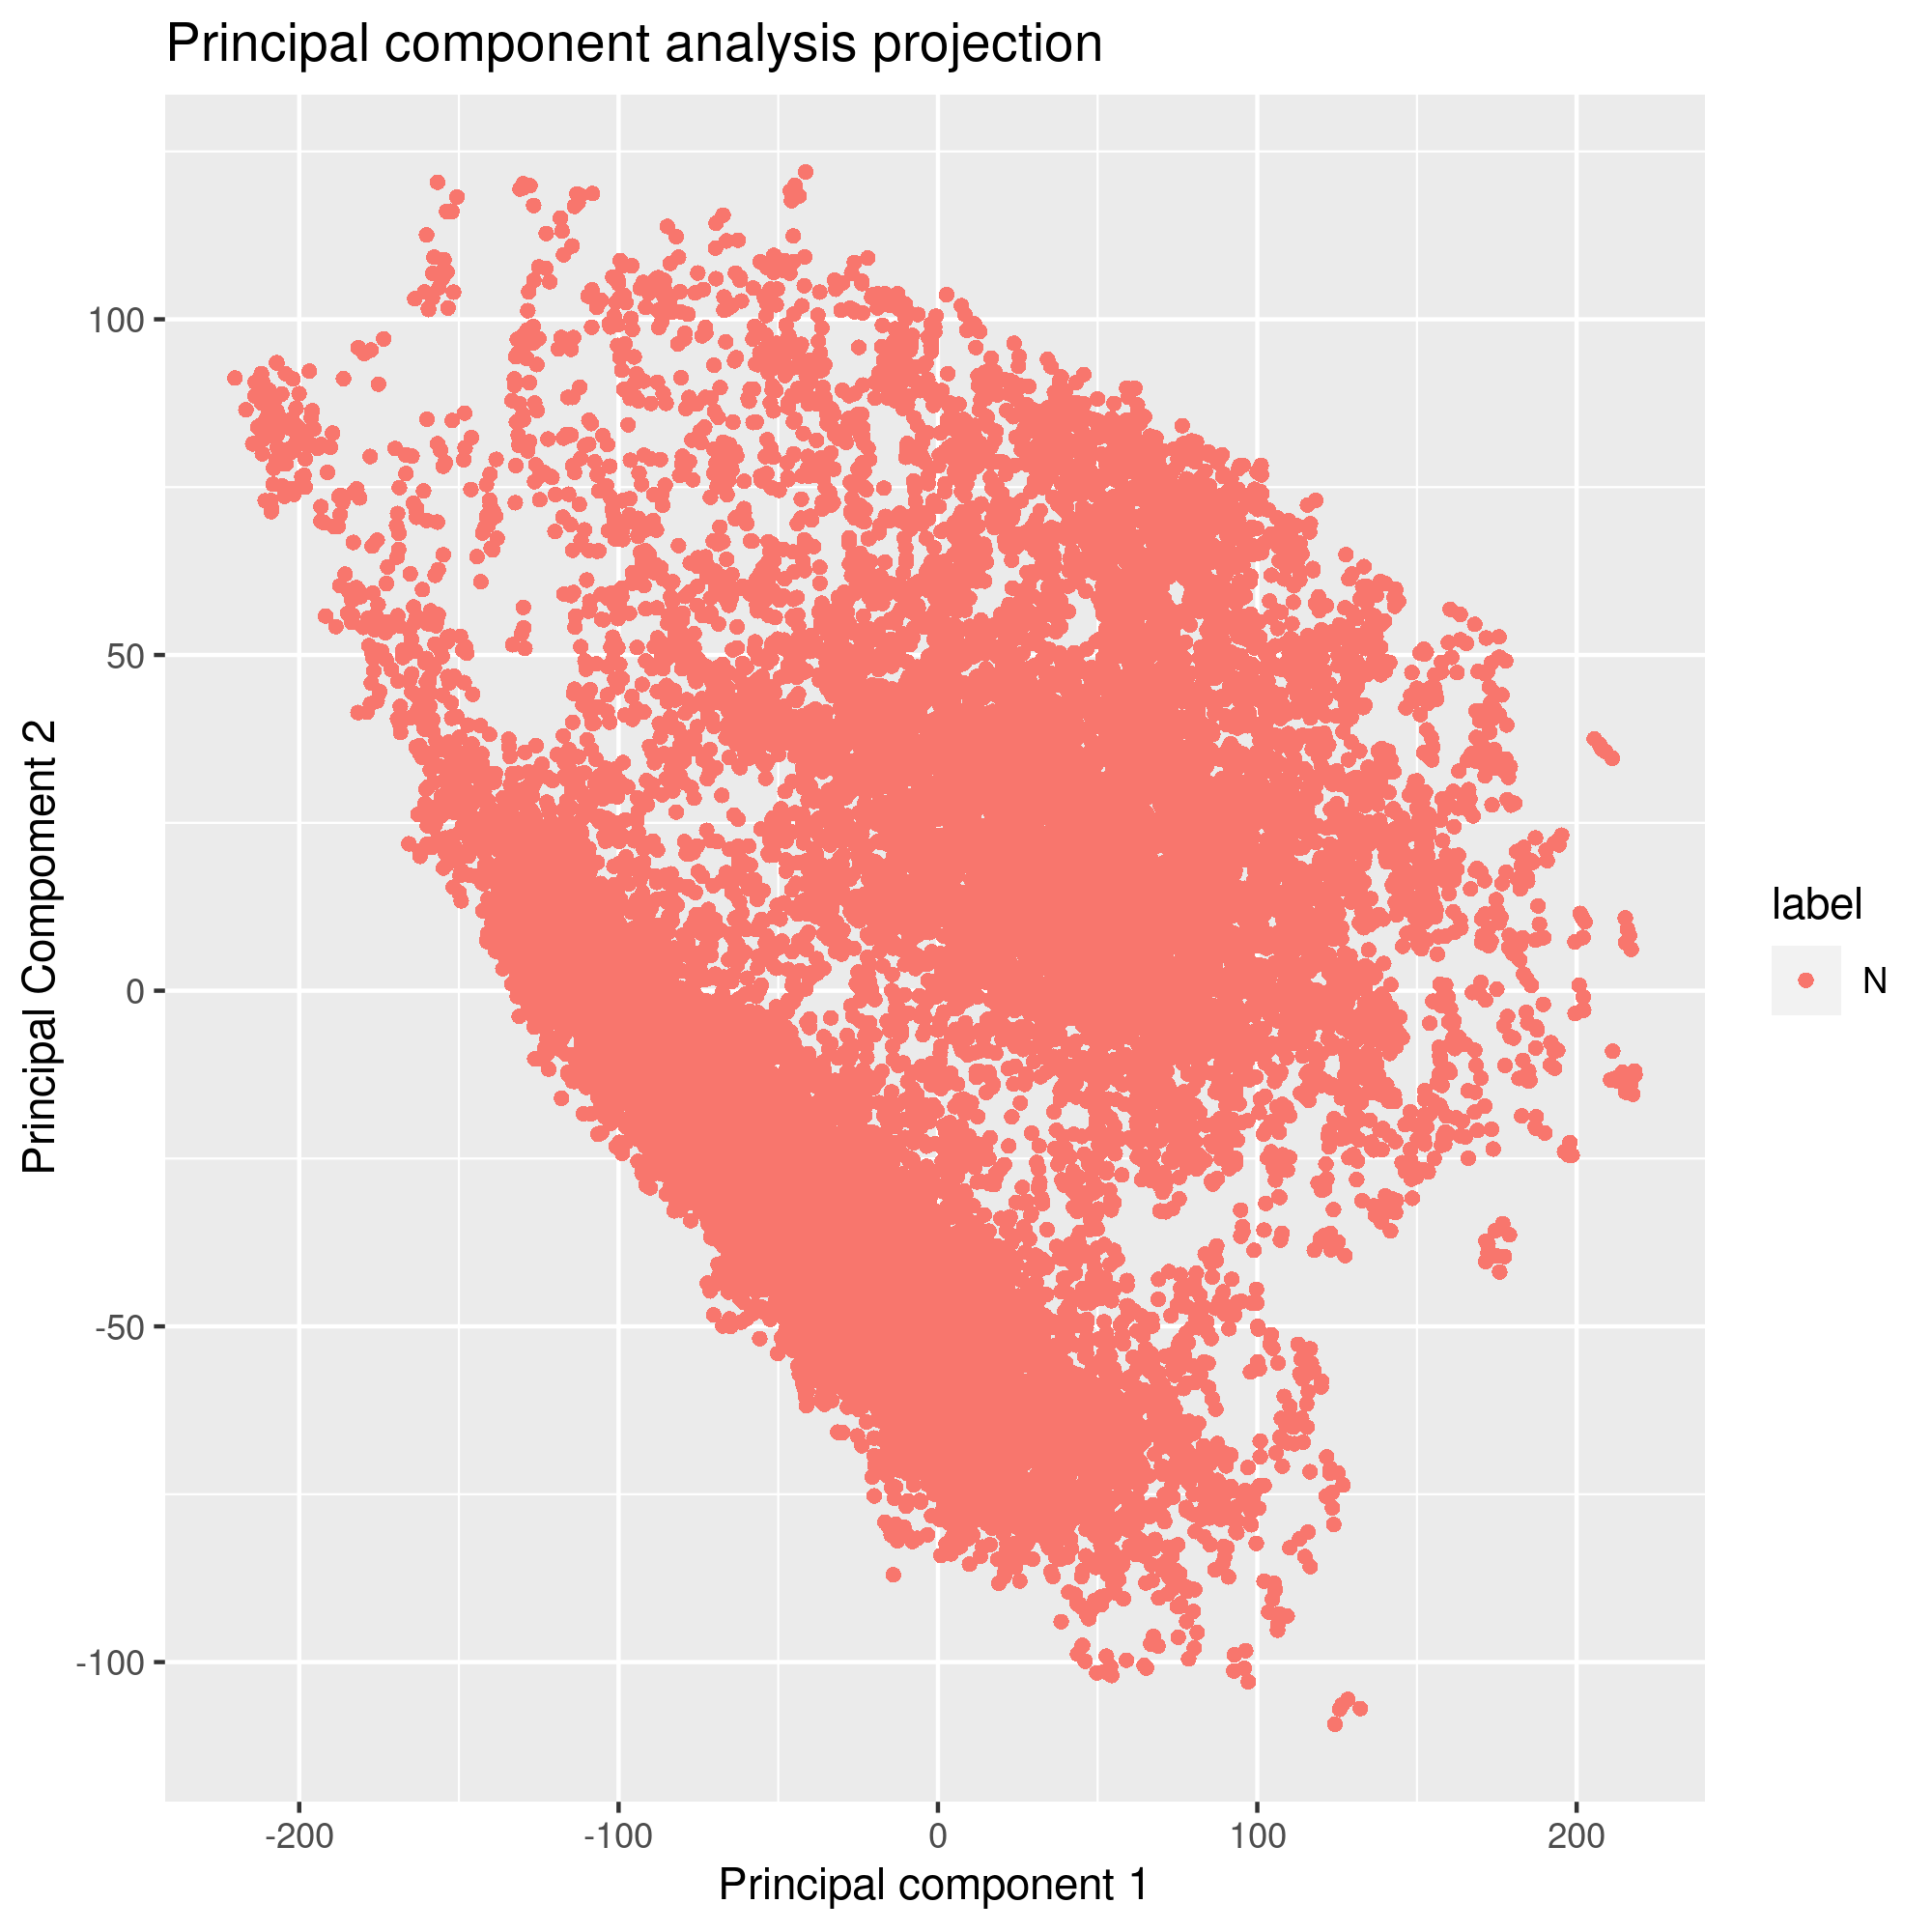 Principal component analysis projection
Principal Compoment 2
100
50
0
-50
-100
-200
-100
0
100
200
Principal component 1
label
N